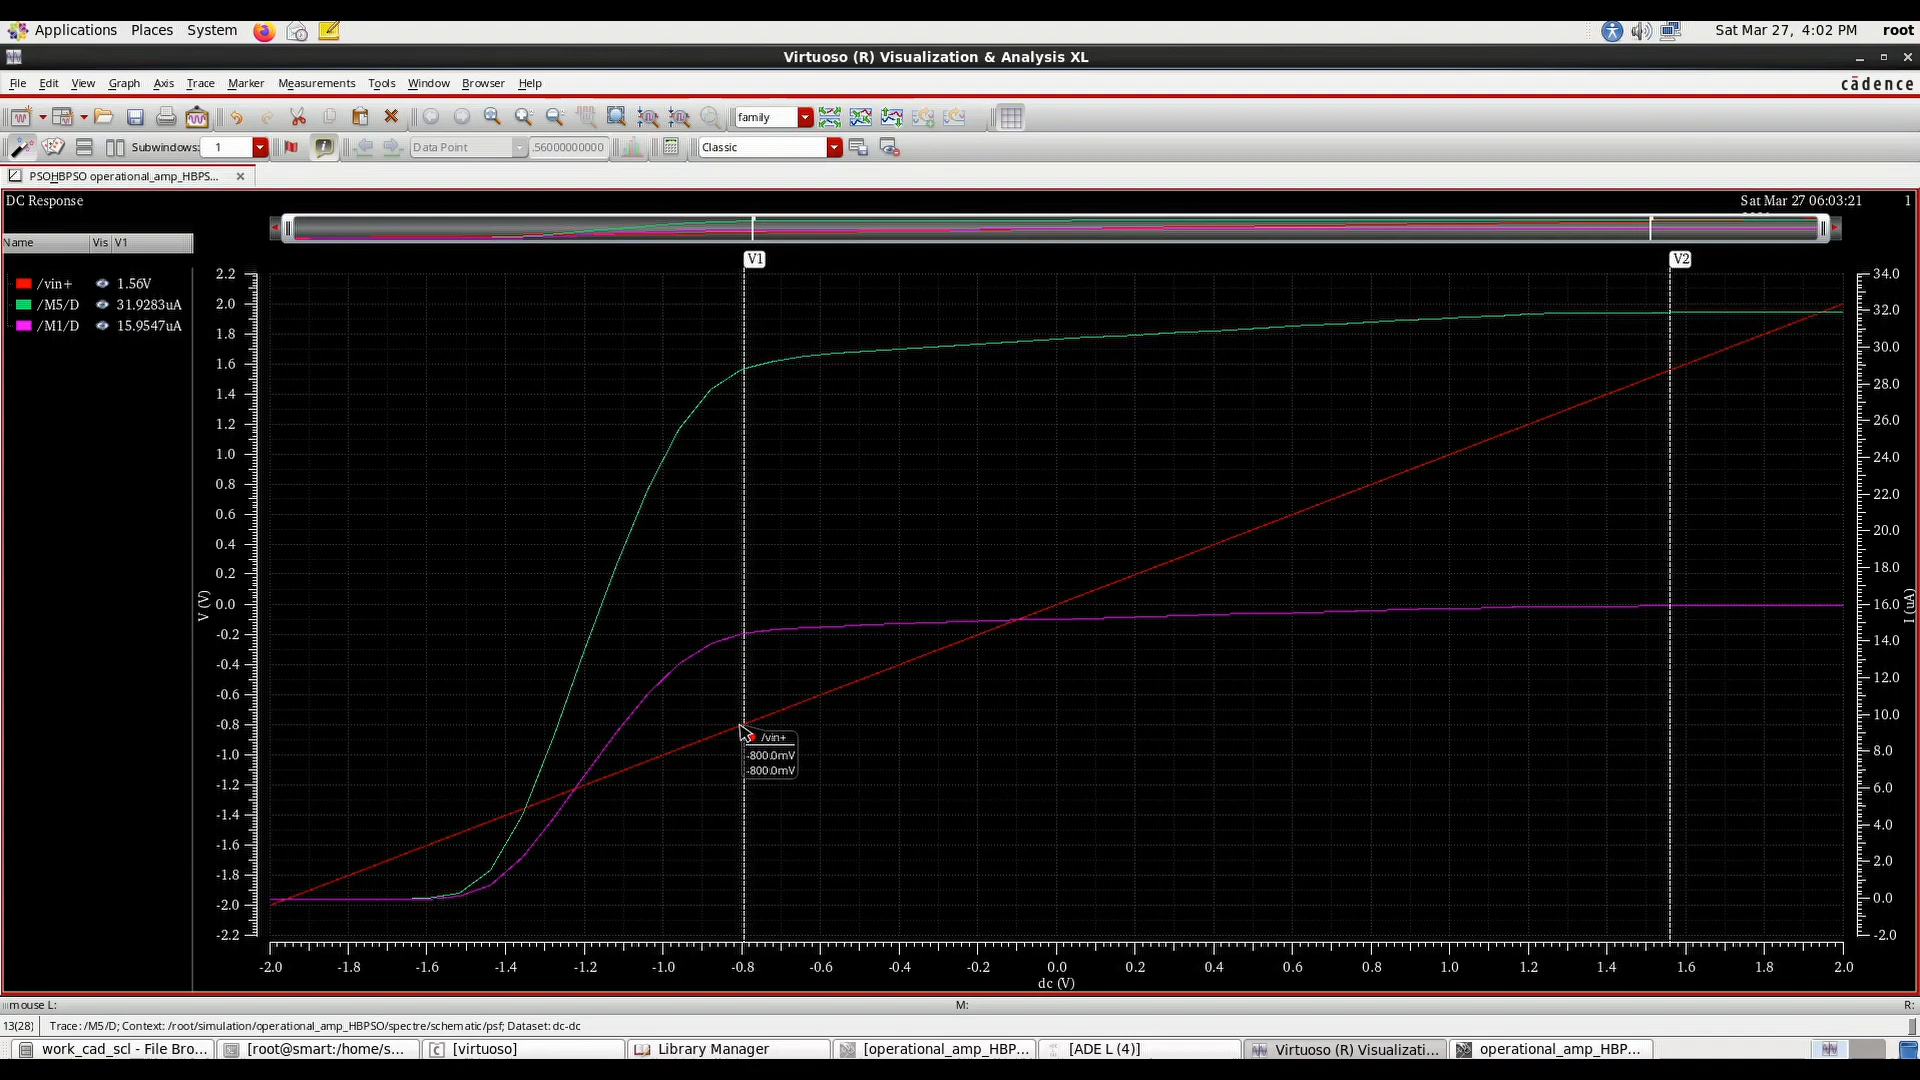 Applications Places System
Sat Mar 27, 4:02 PM root
Virtuoso (R) Visualization & Analysis XL
File Edit View Graph Axis Trace Marker Measurements Tools Options Window Browser Help
cādence
family
Subwindows: 1
Data Point
.56000000000
Classic
PSOHBPSO operational_amp_HBPS...
DC Response
Sat Mar 27 06:03:21
1
Name Vis V1
/vin+ 1.56V
/M5/D 31.9283uA
/M1/D 15.9547uA
V1
V2
2.2
2.0
1.8
1.6
1.4
1.2
1.0
0.8
0.6
0.4
0.2
0.0
-0.2
-0.4
-0.6
-0.8
-1.0
-1.2
-1.4
-1.6
-1.8
-2.0
-2.2
V (V)
/vin+
-800.0mV
-800.0mV
34.0
32.0
30.0
28.0
26.0
24.0
22.0
20.0
18.0
16.0
14.0
12.0
10.0
8.0
6.0
4.0
2.0
0.0
-2.0
I (uA)
-2.0 -1.8 -1.6 -1.4 -1.2 -1.0 -0.8 -0.6 -0.4 -0.2 0.0 0.2 0.4 0.6 0.8 1.0 1.2 1.4 1.6 1.8 2.0
dc (V)
mouse L: M: R:
13(28) Trace: /M5/D; Context: /root/simulation/operational_amp_HBPSO/spectre/schematic/psf; Dataset: dc-dc
work_cad_scl - File Bro... [root@smart:/home/s... [virtuoso] Library Manager [operational_amp_HBP... [ADE L (4)] Virtuoso (R) Visualizati... operational_amp_HBP...